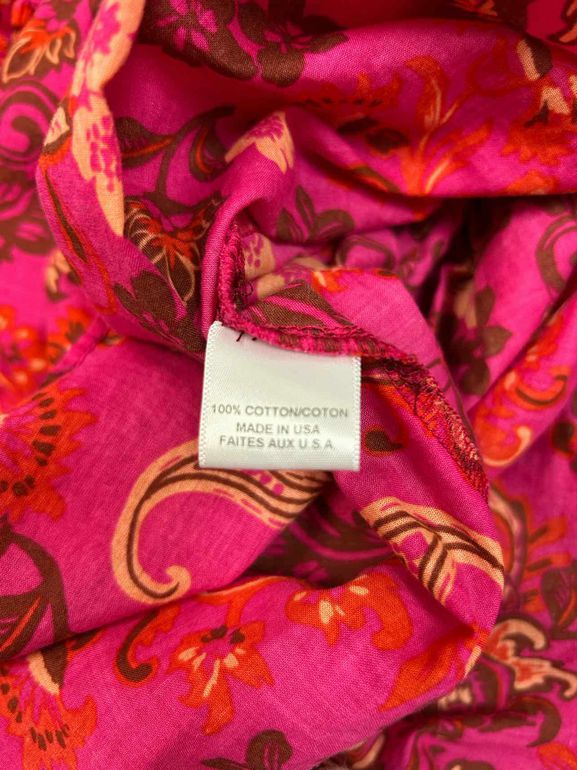 100% COTTON/COTON
MADE IN USA
FAITES AUX U.S.A.